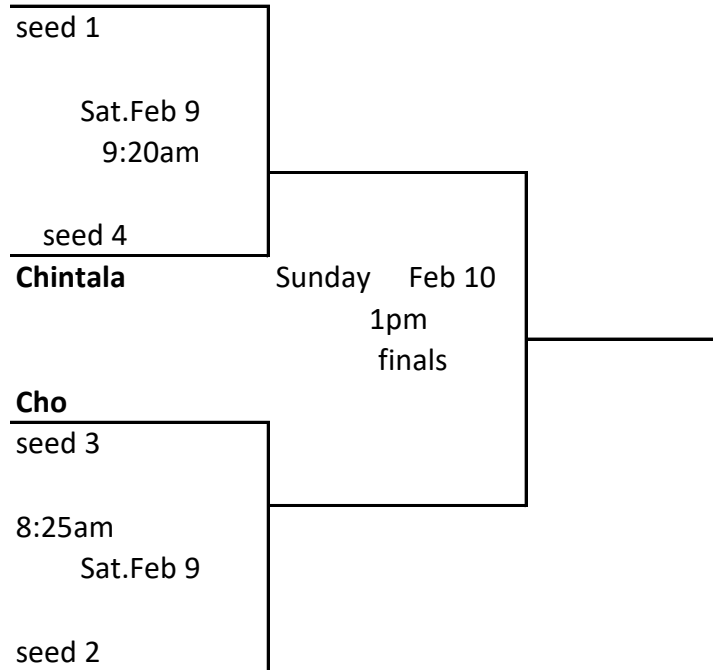 seed 1
Sat.Feb 9
9:20am
seed 4
Chintala
Sunday Feb 10
1pm
finals
Cho
seed 3
8:25am
Sat.Feb 9
seed 2